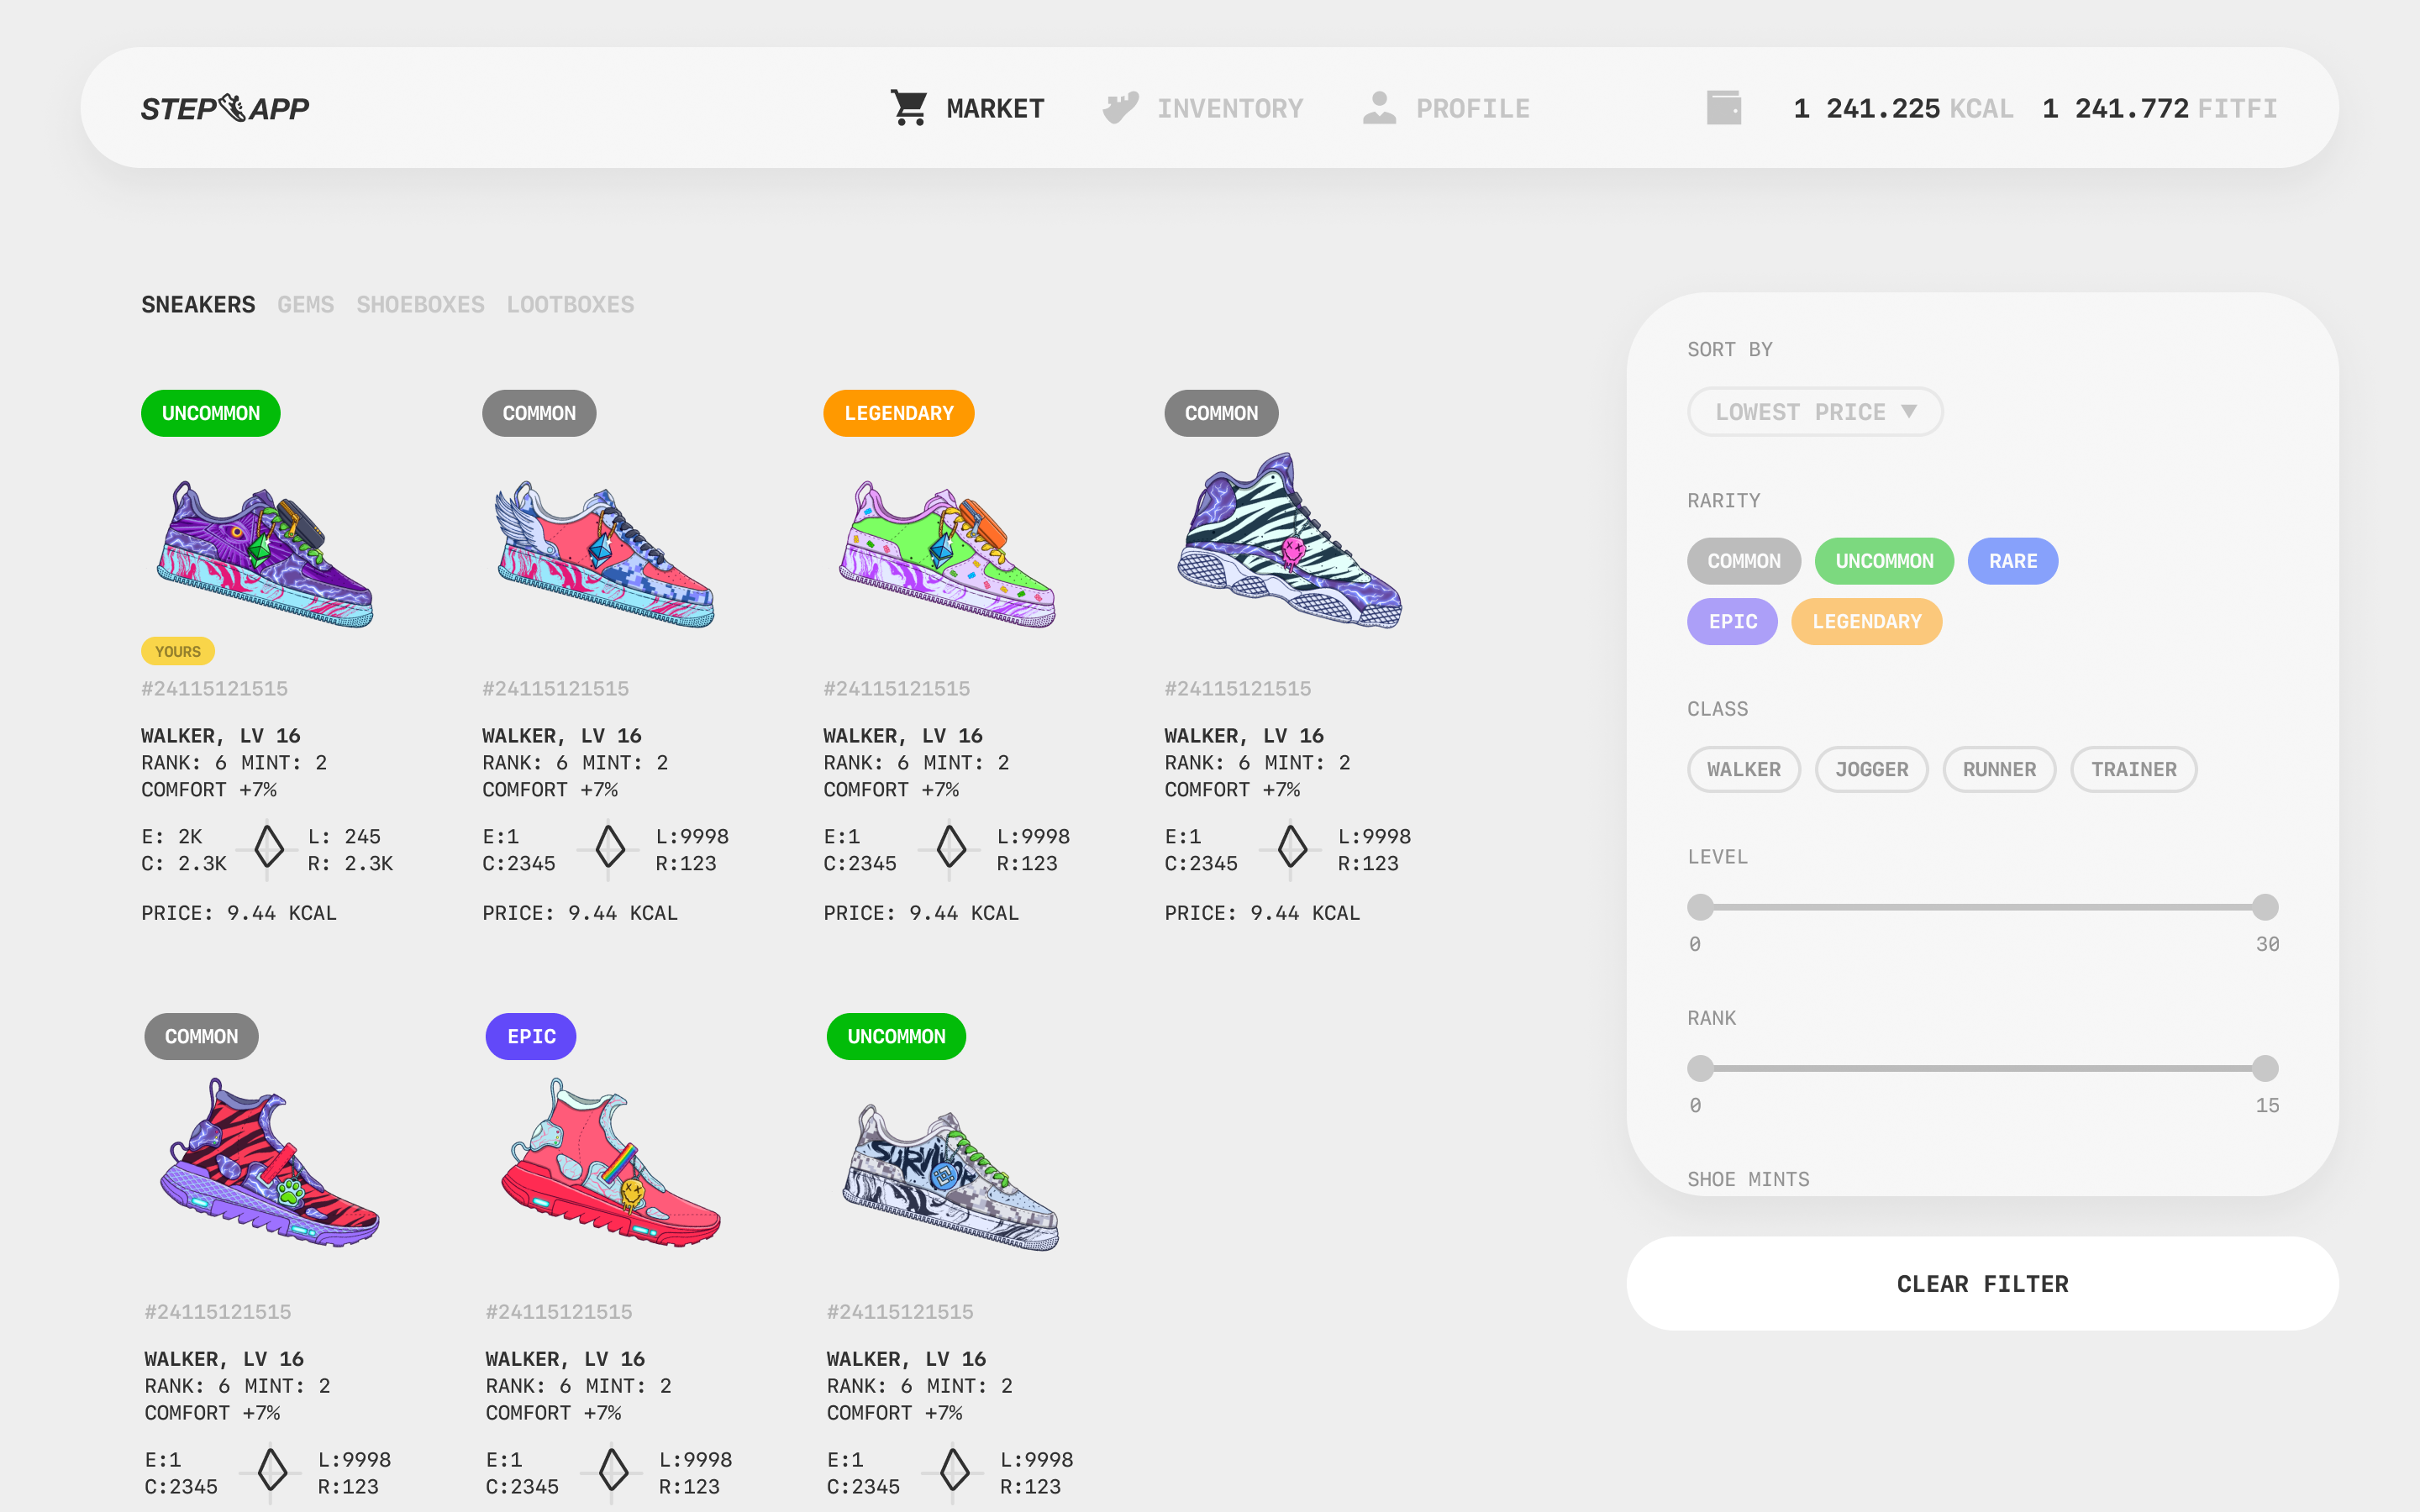 STEP APP
MARKET INVENTORY PROFILE 1 241.225 KCAL 1 241.772 FITFI
SNEAKERS GEMS SHOEBOXES LOOTBOXES
UNCOMMON
YOURS
#24115121515
WALKER, LV 16
RANK: 6 MINT: 2
COMFORT +7%
E: 2K L: 245
C: 2.3K R: 2.3K
PRICE: 9.44 KCAL
COMMON
#24115121515
WALKER, LV 16
RANK: 6 MINT: 2
COMFORT +7%
E:1 L:9998
C:2345 R:123
PRICE: 9.44 KCAL
LEGENDARY
#24115121515
WALKER, LV 16
RANK: 6 MINT: 2
COMFORT +7%
E:1 L:9998
C:2345 R:123
PRICE: 9.44 KCAL
COMMON
#24115121515
WALKER, LV 16
RANK: 6 MINT: 2
COMFORT +7%
E:1 L:9998
C:2345 R:123
PRICE: 9.44 KCAL
COMMON
#24115121515
WALKER, LV 16
RANK: 6 MINT: 2
COMFORT +7%
E:1 L:9998
C:2345 R:123
EPIC
#24115121515
WALKER, LV 16
RANK: 6 MINT: 2
COMFORT +7%
E:1 L:9998
C:2345 R:123
UNCOMMON
#24115121515
WALKER, LV 16
RANK: 6 MINT: 2
COMFORT +7%
E:1 L:9998
C:2345 R:123
SORT BY
LOWEST PRICE ▼
RARITY
COMMON UNCOMMON RARE
EPIC LEGENDARY
CLASS
WALKER JOGGER RUNNER TRAINER
LEVEL
0 30
RANK
0 15
SHOE MINTS
CLEAR FILTER